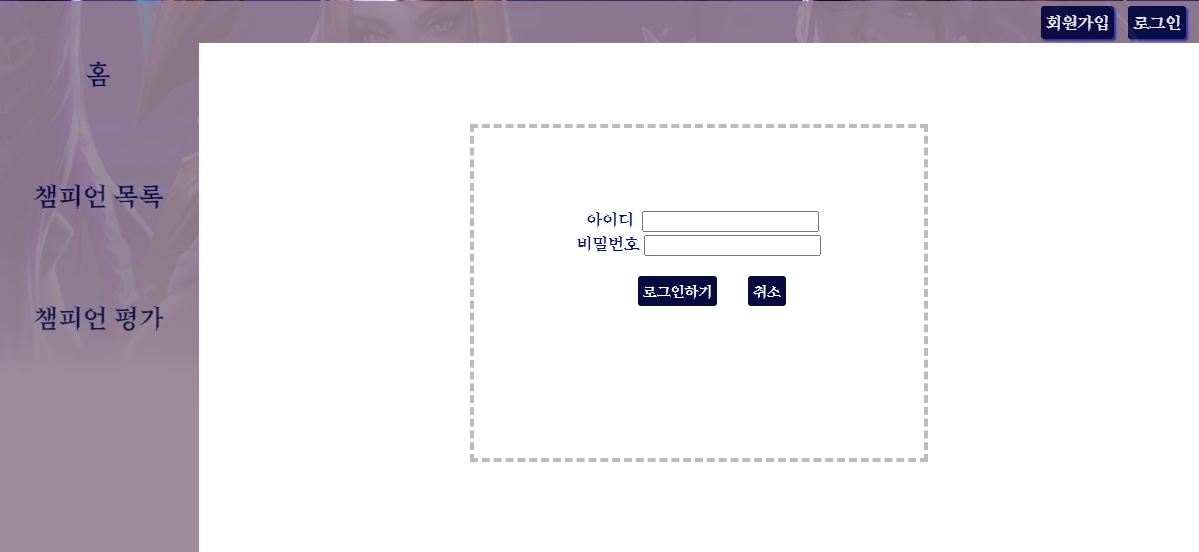 회원가입 로그인
홈
챔피언 목록
챔피언 평가
아이디
비밀번호
로그인하기 취소